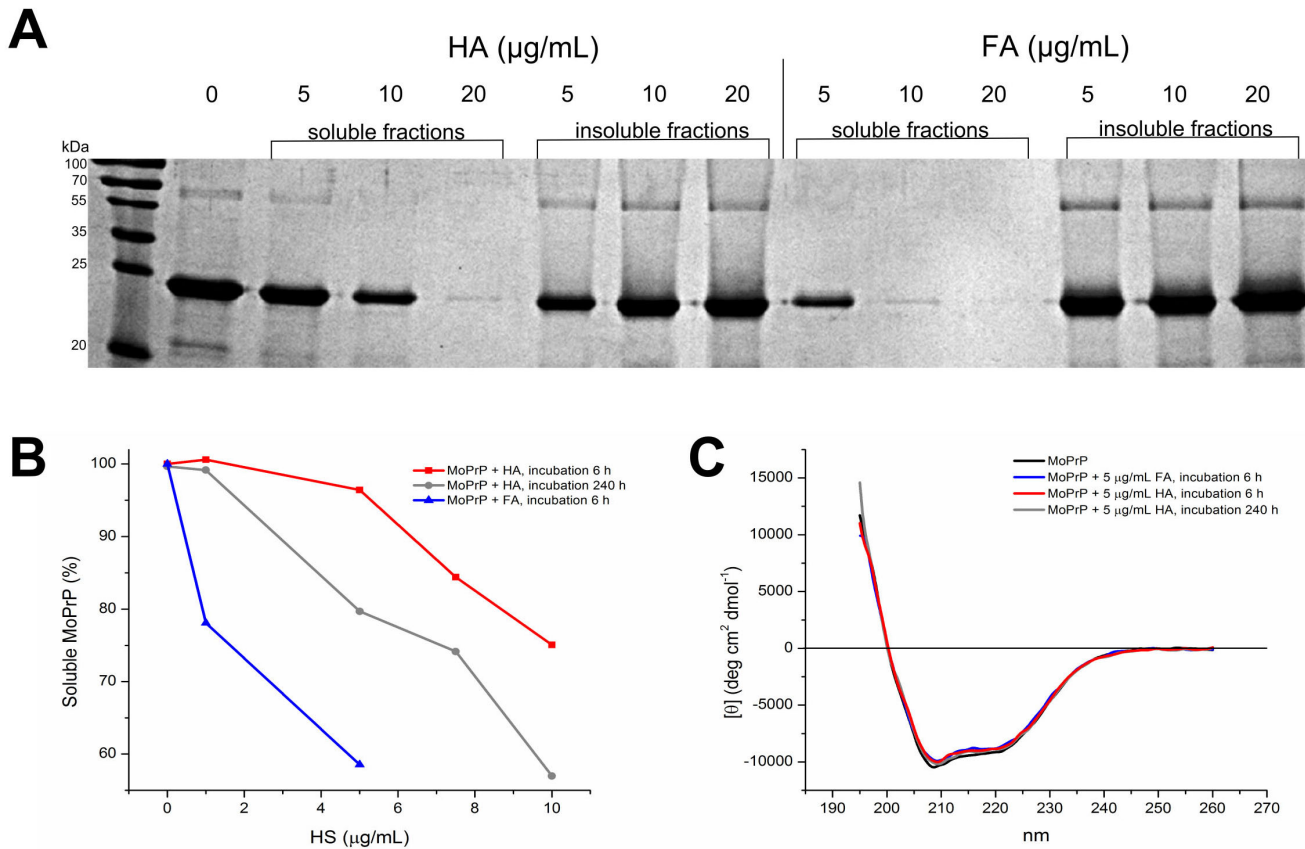 A
HA (µg/mL)
FA (µg/mL)
0 5 10 20 5 10 20 5 10 20 5 10 20
soluble fractions insoluble fractions soluble fractions insoluble fractions
kDa
100
70
55
35
25
20
B
Soluble MoPrP (%)
100
90
80
70
60
0 2 4 6 8 10
HS (µg/mL)
MoPrP + HA, incubation 6 h
MoPrP + HA, incubation 240 h
MoPrP + FA, incubation 6 h
C
[θ] (deg cm² dmol⁻¹)
15000
10000
5000
0
-5000
-10000
190 200 210 220 230 240 250 260 270
nm
MoPrP
MoPrP + 5 µg/mL FA, incubation 6 h
MoPrP + 5 µg/mL HA, incubation 6 h
MoPrP + 5 µg/mL HA, incubation 240 h